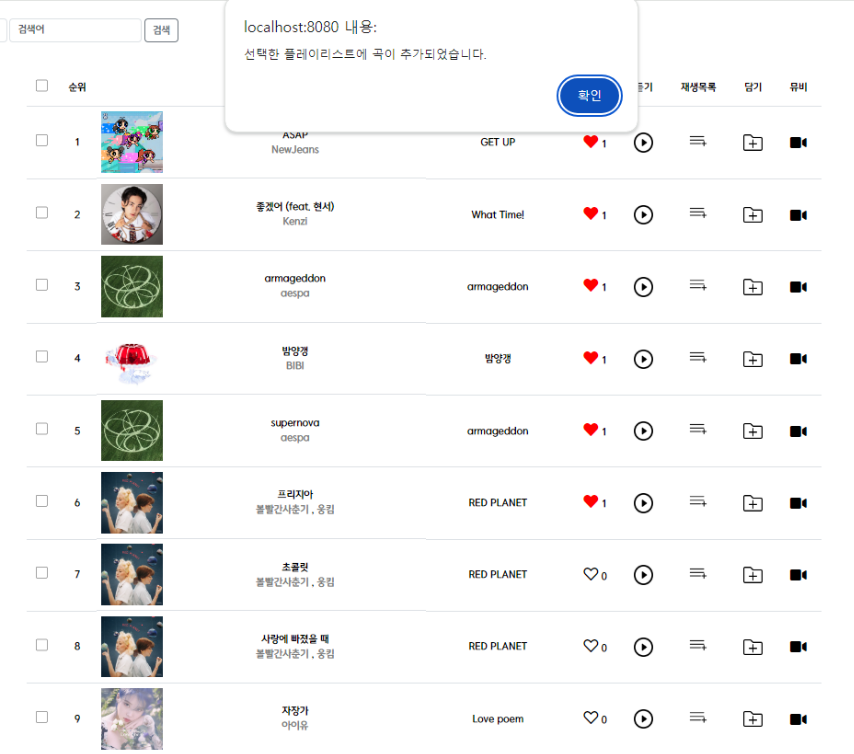 검색어 검색
localhost:8080 내용:
선택한 플레이리스트에 곡이 추가되었습니다.
확인
순위 재생목록 담기 뮤비
1 ASAP GET UP 1
NewJeans
2 좋겠어 (feat. 현서) What Time! 1
Kenzi
3 armageddon armageddon 1
aespa
4 밤양갱 밤양갱 1
BIBI
5 supernova armageddon 1
aespa
6 프리지아 RED PLANET 1
볼빨간사춘기 , 웅킴
7 초콜릿 RED PLANET 0
볼빨간사춘기 , 웅킴
8 사랑에 빠졌을 때 RED PLANET 0
볼빨간사춘기 , 웅킴
9 자장가 Love poem 0
아이유